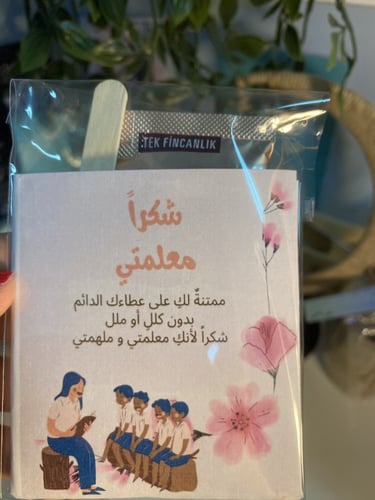 TEK FİNCANLIK
شكراً
معلمتي
ممتنةٌ لكِ على عطاءك الدائم
بدون كللٍ أو ملل
شكراً لأنكِ معلمتي و ملهمتي